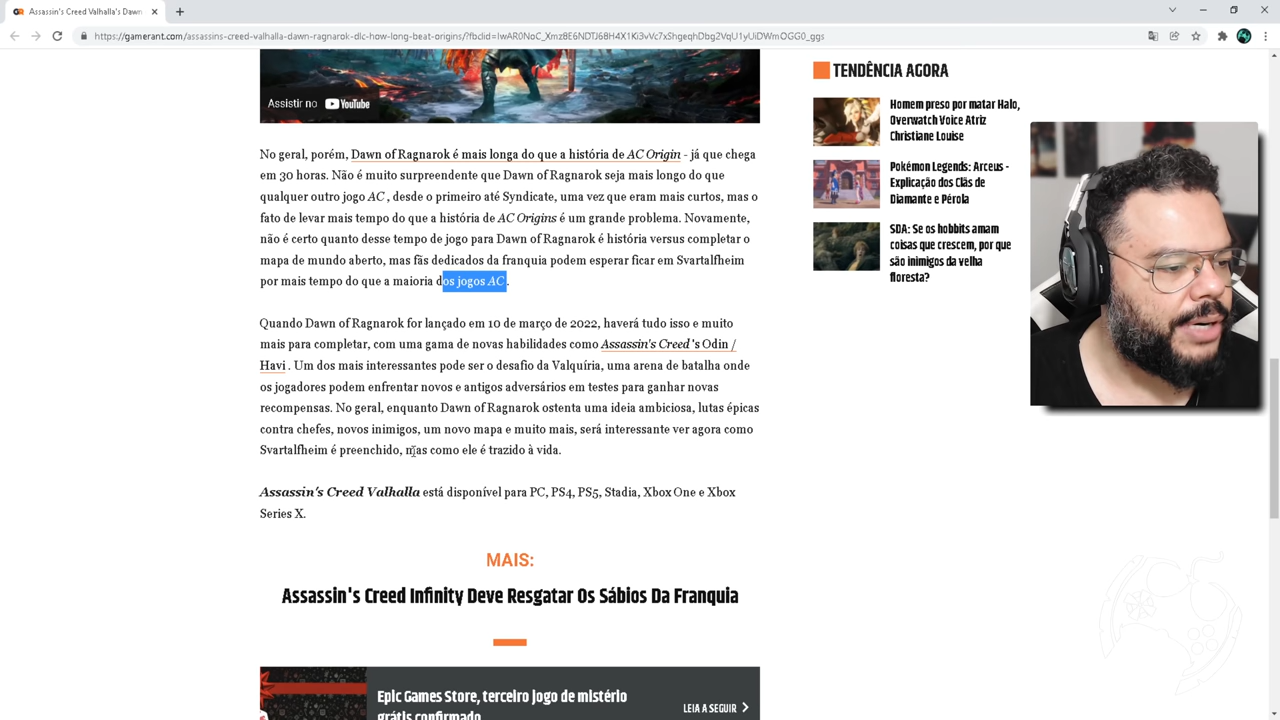 Assassin's Creed Valhalla's Dawn
https://gamerant.com/assassins-creed-valhalla-dawn-ragnarok-dlc-how-long-beat-origins/?fbclid=IwAR0NoC_Xmz8E6NDTJ68H4X1Ki3vVc7xShgeqhDbg2VqU1yUiDWmOGG0_ggs
Assistir no YouTube
No geral, porém, Dawn of Ragnarok é mais longa do que a história de AC Origin - já que chega
em 30 horas. Não é muito surpreendente que Dawn of Ragnarok seja mais longo do que
qualquer outro jogo AC , desde o primeiro até Syndicate, uma vez que eram mais curtos, mas o
fato de levar mais tempo do que a história de AC Origins é um grande problema. Novamente,
não é certo quanto desse tempo de jogo para Dawn of Ragnarok é história versus completar o
mapa de mundo aberto, mas fãs dedicados da franquia podem esperar ficar em Svartalfheim
por mais tempo do que a maioria dos jogos AC .
Quando Dawn of Ragnarok for lançado em 10 de março de 2022, haverá tudo isso e muito
mais para completar, com uma gama de novas habilidades como Assassin's Creed 's Odin /
Havi . Um dos mais interessantes pode ser o desafio da Valquíria, uma arena de batalha onde
os jogadores podem enfrentar novos e antigos adversários em testes para ganhar novas
recompensas. No geral, enquanto Dawn of Ragnarok ostenta uma ideia ambiciosa, lutas épicas
contra chefes, novos inimigos, um novo mapa e muito mais, será interessante ver agora como
Svartalfheim é preenchido, mas como ele é trazido à vida.
Assassin's Creed Valhalla está disponível para PC, PS4, PS5, Stadia, Xbox One e Xbox
Series X.
MAIS:
Assassin's Creed Infinity Deve Resgatar Os Sábios Da Franquia
Epic Games Store, terceiro jogo de mistério
grátis confirmado
LEIA A SEGUIR
TENDÊNCIA AGORA
Homem preso por matar Halo,
Overwatch Voice Atriz
Christiane Louise
Pokémon Legends: Arceus -
Explicação dos Clãs de
Diamante e Pérola
SDA: Se os hobbits amam
coisas que crescem, por que
são inimigos da velha
floresta?